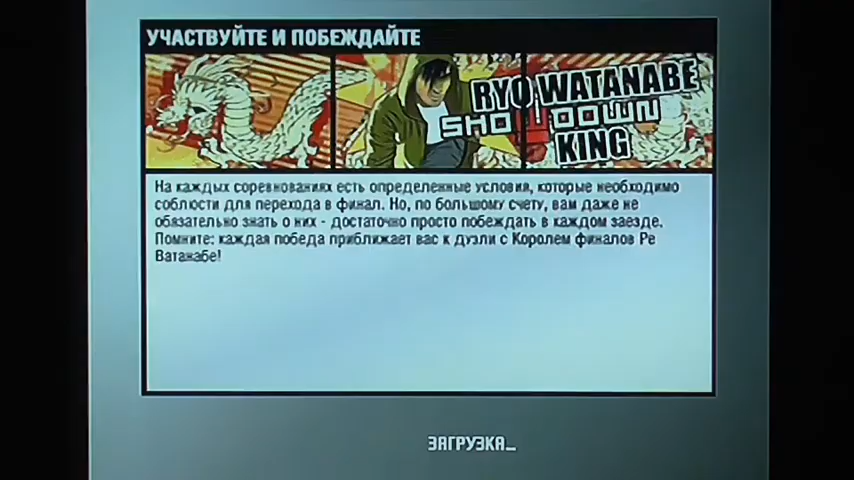 УЧАСТВУЙТЕ И ПОБЕЖДАЙТЕ
RYO WATANABE
SHOWDOWN
KING
На каждых соревнованиях есть определенные условия, которые необходимо
соблюсти для перехода в финал. Но, по большому счету, вам даже не
обязательно знать о них - достаточно просто побеждать в каждом заезде.
Помните: каждая победа приближает вас к дуэли с Королем финалов Ре
Ватанабе!
ЗАГРУЗКА_